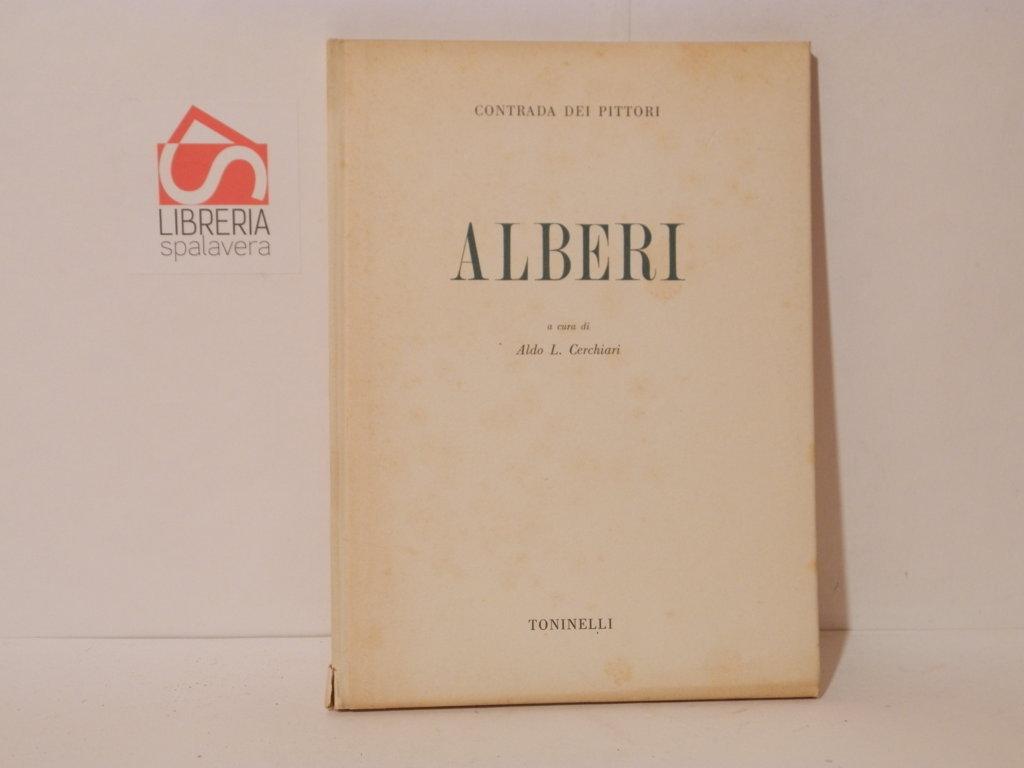 LIBRERIA
spalavera
CONTRADA DEI PITTORI
ALBERI
a cura di
Aldo L. Cerchiari
TONINELLI